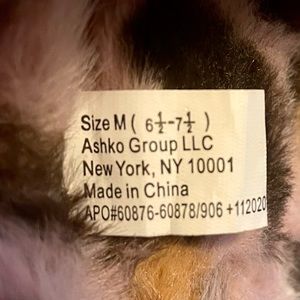 Size M ( 6½-7½ )
Ashko Group LLC
New York, NY 10001
Made in China
APO#60876-60878/906 +112020